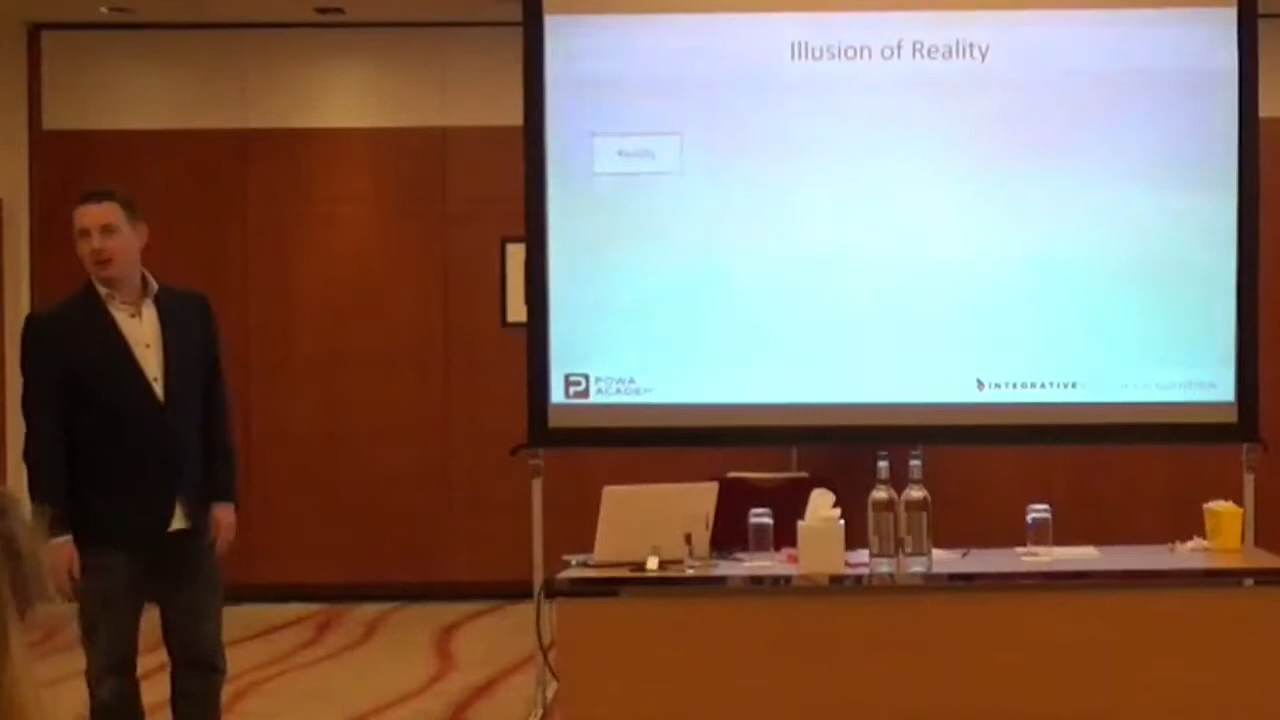 Illusion of Reality
Reality
POWA
ACADEMY
INTEGRATIVE